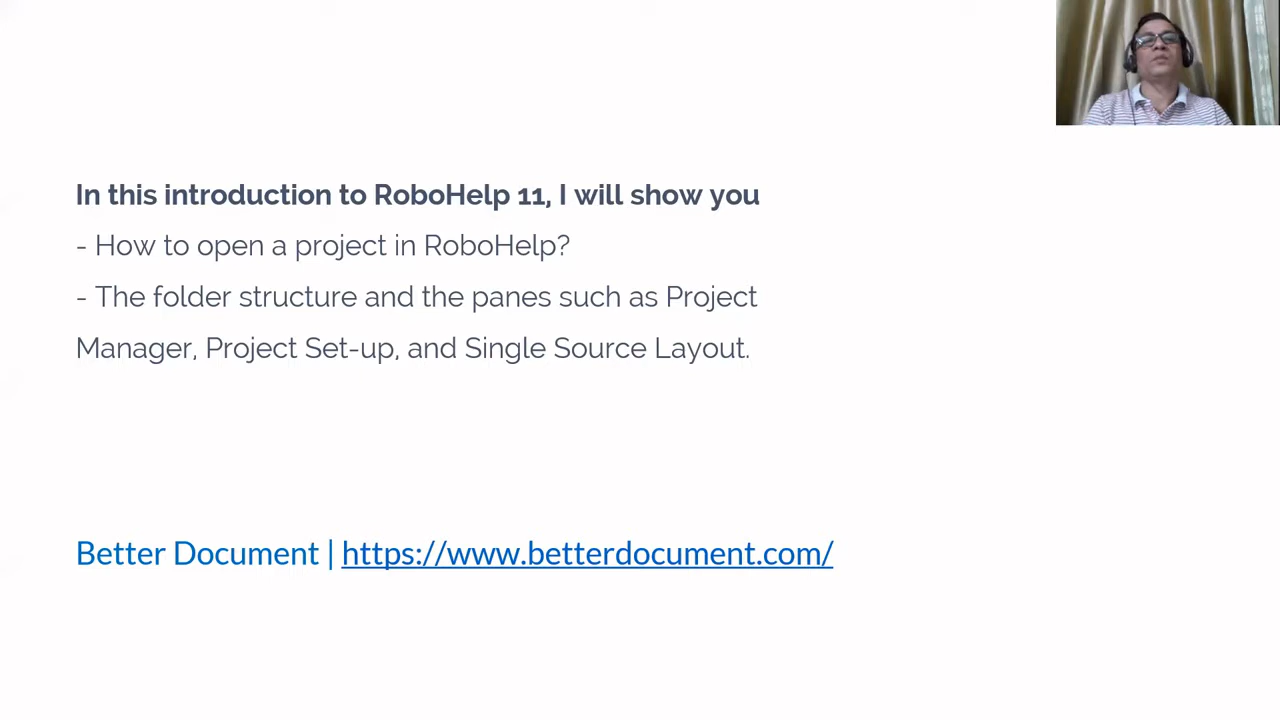 In this introduction to RoboHelp 11, I will show you
- How to open a project in RoboHelp?
- The folder structure and the panes such as Project
Manager, Project Set-up, and Single Source Layout.
Better Document | https://www.betterdocument.com/